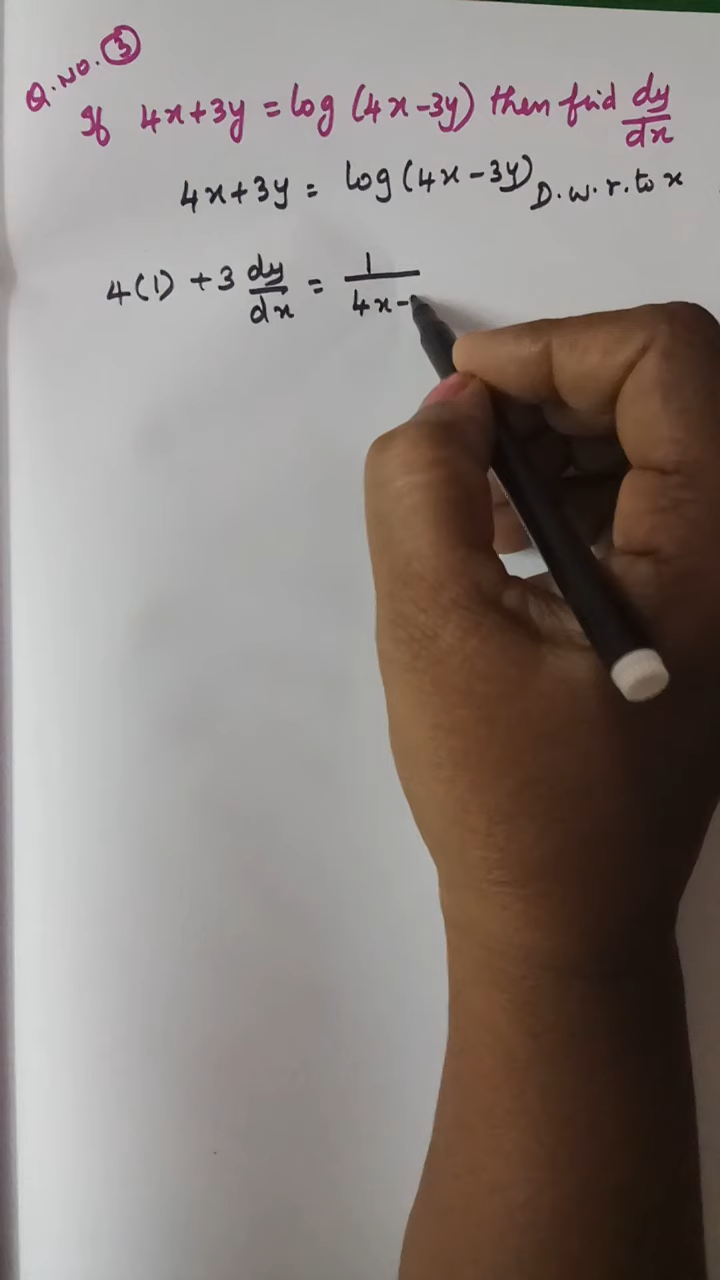 Q.NO.③
If 4x+3y = log (4x-3y) then find dy/dx
4x+3y = log(4x-3y) D.w.r.to x
4(1) +3 dy/dx = 1/4x-